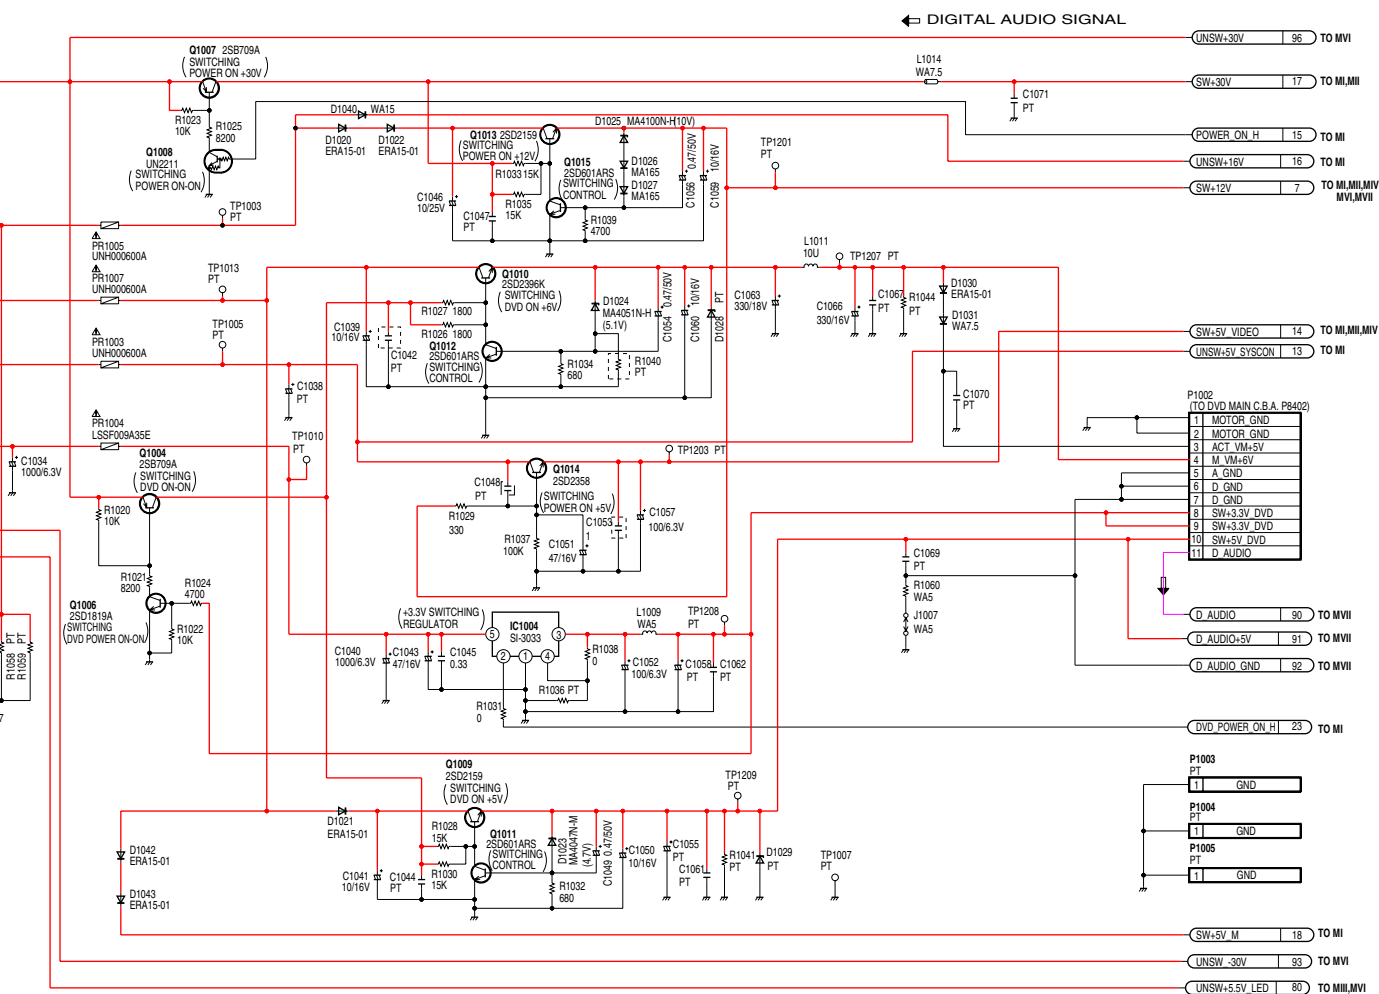 DIGITAL AUDIO SIGNAL
UNSW+30V 96 TO MVI
Q1007 2SB709A
(SWITCHING
POWER ON +30V)
L1014
WA7.5
SW+30V 17 TO MI,MII
C1071
PT
R1023
10K
R1025
8200
D1040 WA15
D1020
ERA15-01
D1022
ERA15-01
Q1013 2SD2159
(SWITCHING
POWER ON +12V)
D1025 MA4100N-H(10V)
POWER_ON_H 15 TO MI
TP1201
PT
Q1008
UN2211
(SWITCHING
POWER ON-ON)
R1033 15K
Q1015
2SD601ARS
(SWITCHING
CONTROL)
D1026
MA165
D1027
MA165
C1056 0.47/50V
C1059 10/16V
UNSW+16V 16 TO MI
SW+12V 7 TO MI,MII,MIV
MVI,MVII
C1046
10/25V
R1035
15K
C1047
PT
R1039
4700
TP1003
PT
PR1005
UNH000600A
PR1007
UNH000600A
TP1013
PT
Q1010
2SD2396K
(SWITCHING
DVD ON +6V)
L1011
10U
TP1207 PT
D1024
MA4051N-H
(5.1V)
C1054 0.47/50V
C1060 10/16V
D1028 PT
C1063
330/18V
C1066
330/16V
C1067
PT
R1044
PT
D1030
ERA15-01
D1031
WA7.5
R1027 1800
R1026 1800
C1039
10/16V
C1042
PT
TP1005
PT
PR1003
UNH000600A
Q1012
2SD601ARS
(SWITCHING
CONTROL)
R1034
680
R1040
PT
SW+5V_VIDEO 14 TO MI,MII,MIV
UNSW+5V_SYSCON 13 TO MI
C1038
PT
C1070
PT
P1002
(TO DVD MAIN C.B.A. P8402)
1 MOTOR_GND
2 MOTOR_GND
3 ACT_VM+5V
4 M_VM+6V
5 A_GND
6 D_GND
7 D_GND
8 SW+3.3V_DVD
9 SW+3.3V_DVD
10 SW+5V_DVD
11 D_AUDIO
PR1004
LSSF009A35E
TP1010
PT
TP1203 PT
C1034
1000/6.3V
Q1004
2SB709A
(SWITCHING
DVD ON-ON)
C1048
PT
Q1014
2SD2358
(SWITCHING
POWER ON +5V)
R1020
10K
R1029
330
R1037
100K
C1051
47/16V
C1053
1
C1057
100/6.3V
C1069
PT
R1060
WA5
J1007
WA5
R1021
8200
R1024
4700
Q1006
2SD1819A
(SWITCHING
DVD POWER ON-ON)
R1022
10K
R1058 PT
R1059 PT
7
(+3.3V SWITCHING
REGULATOR)
IC1004
SI-3033
5 3
2 1 4
L1009
WA5
TP1208
PT
D_AUDIO 90 TO MVII
D_AUDIO+5V 91 TO MVII
D_AUDIO_GND 92 TO MVII
C1040
1000/6.3V
C1043
47/16V
C1045
0.33
R1038
0
C1052
100/6.3V
C1058
PT
C1062
PT
R1036 PT
R1031
0
DVD_POWER_ON_H 23 TO MI
P1003
PT
1 GND
P1004
PT
1 GND
P1005
PT
1 GND
Q1009
2SD2159
(SWITCHING
DVD ON +5V)
TP1209
PT
D1021
ERA15-01
R1028
15K
R1030
15K
Q1011
2SD601ARS
(SWITCHING
CONTROL)
D1023
MA4047N-M
(4.7V)
C1049 0.47/50V
C1050
10/16V
C1055
PT
C1061
PT
R1041
PT
D1029
PT
TP1007
PT
D1042
ERA15-01
D1043
ERA15-01
C1041
10/16V
C1044
PT
R1032
680
SW+5V_M 18 TO MI
UNSW_-30V 93 TO MVI
UNSW+5.5V_LED 80 TO MIII,MVI